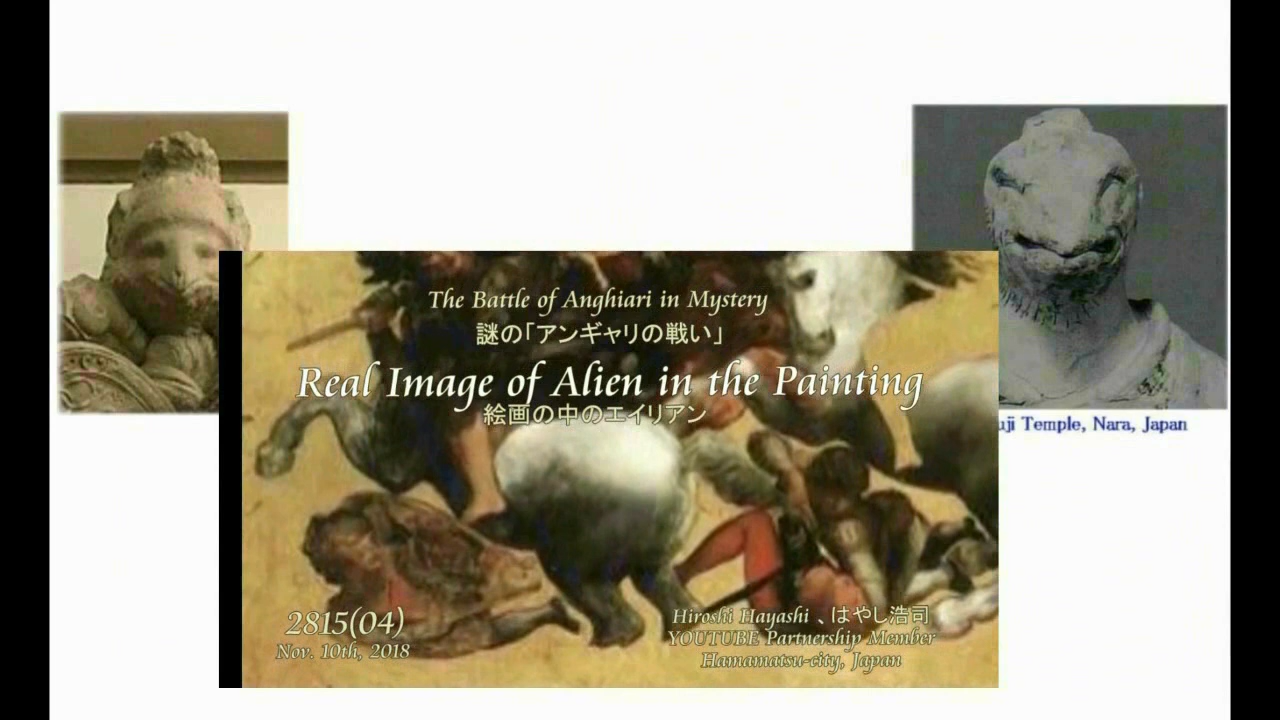 The Battle of Anghiari in Mystery
謎の「アンギャリの戦い」
Real Image of Alien in the Painting
絵画の中のエイリアン
uji Temple, Nara, Japan
2815(04)
Nov. 10th, 2018
Hiroshi Hayashi 、はやし浩司
YOUTUBE Partnership Member
Hamamatsu-city, Japan